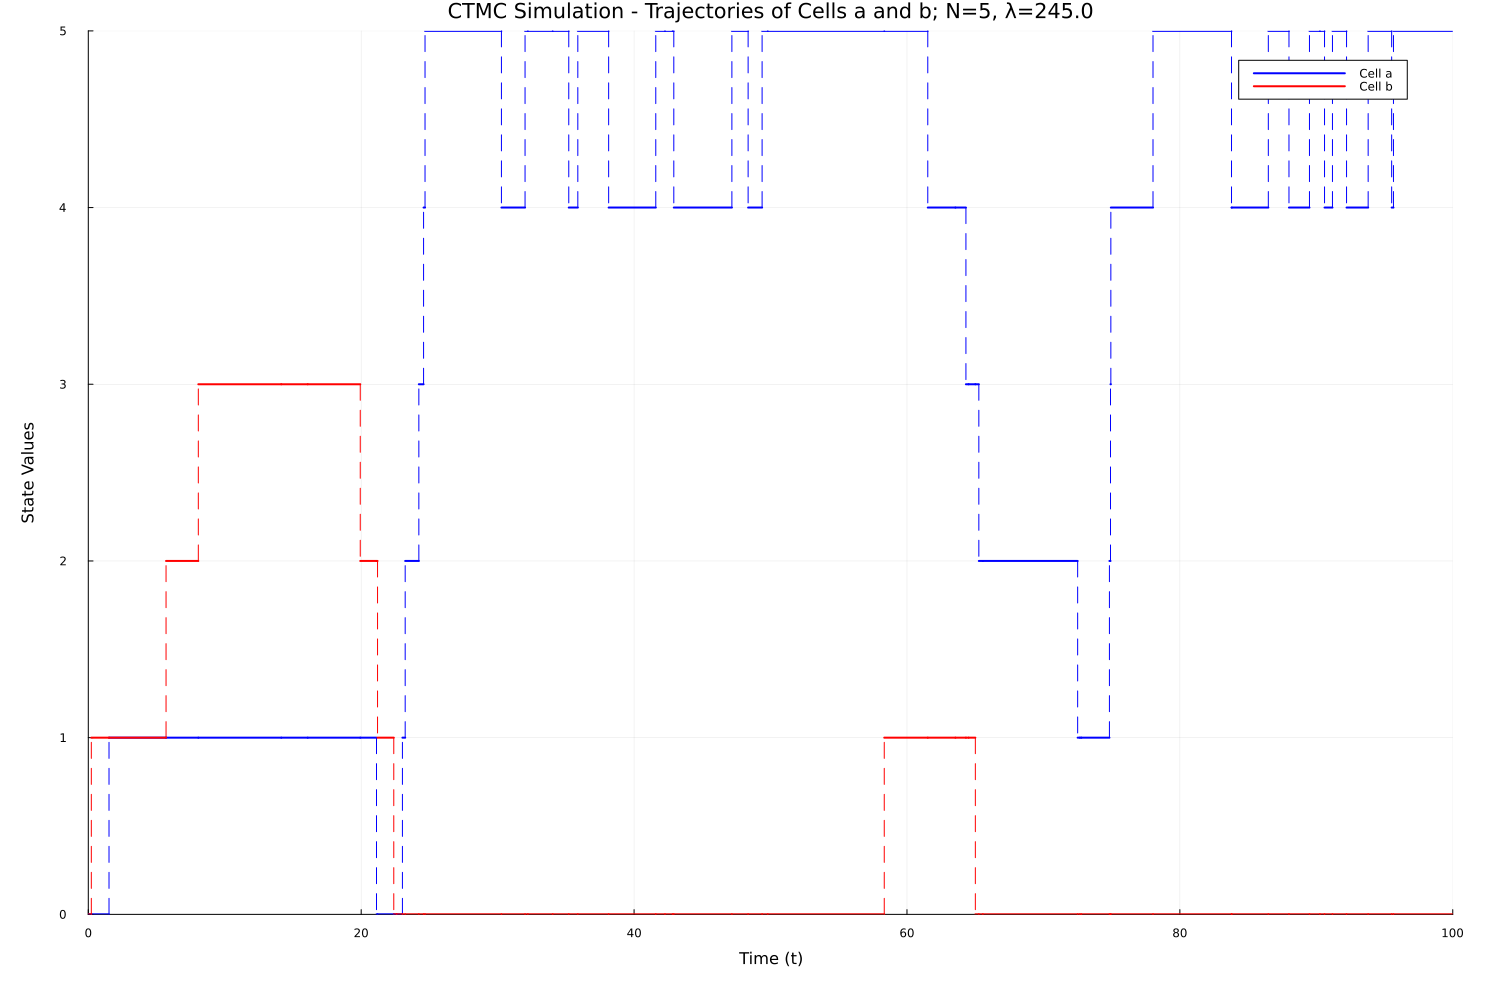 CTMC Simulation - Trajectories of Cells a and b; N=5, λ=245.0
5
Cell a
Cell b
4
3
State Values
2
1
0
0 20 40 60 80 100
Time (t)